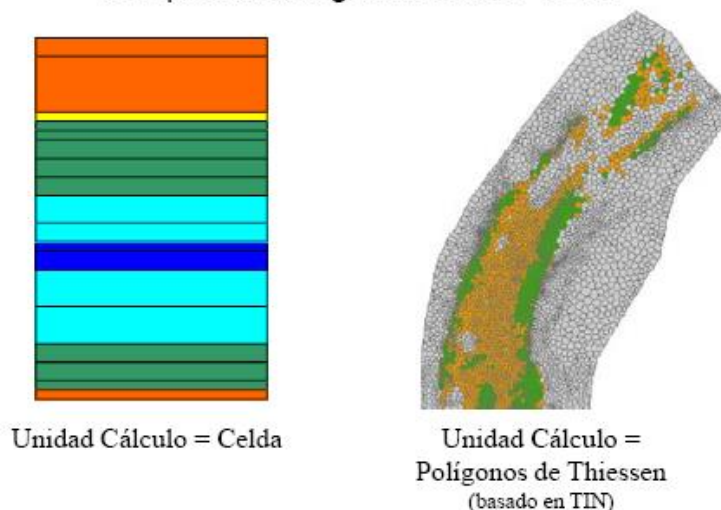 Unidad Cálculo = Celda
Unidad Cálculo =
Polígonos de Thiessen
(basado en TIN)